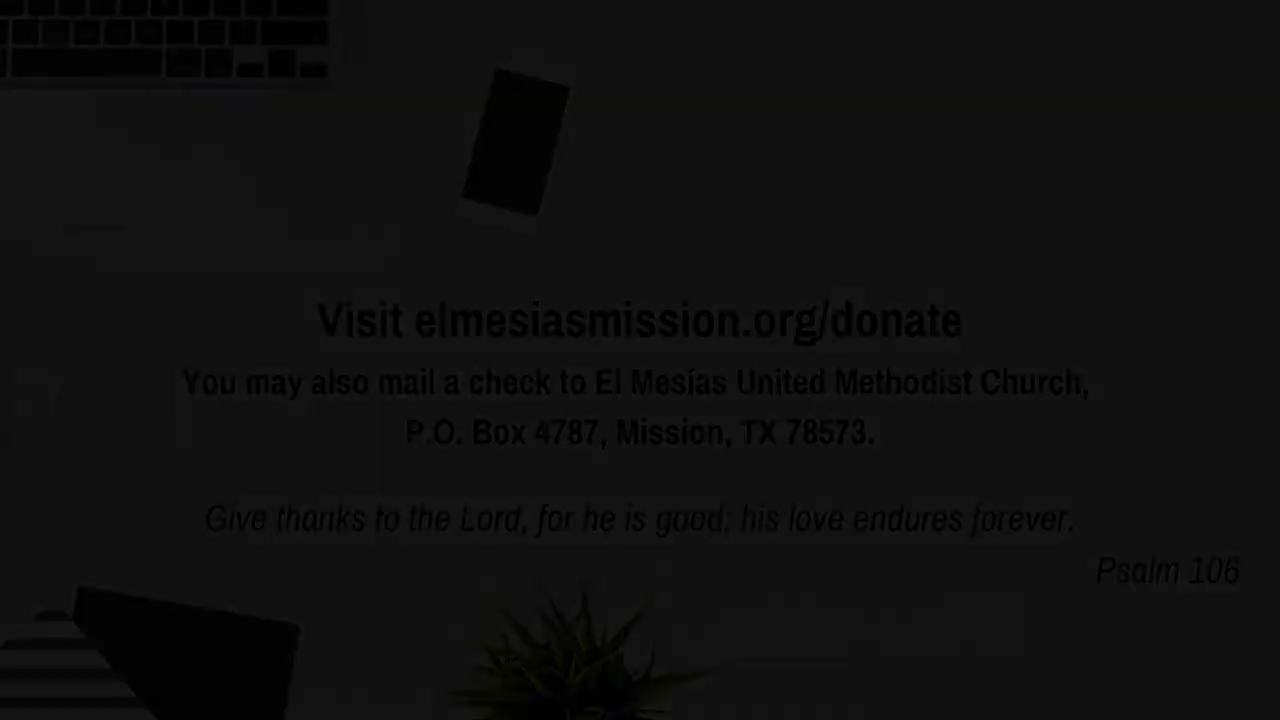 Visit elmesiasmission.org/donate
You may also mail a check to El Mesías United Methodist Church,
P.O. Box 4787, Mission, TX 78573.
Give thanks to the Lord, for he is good; his love endures forever.
Psalm 106